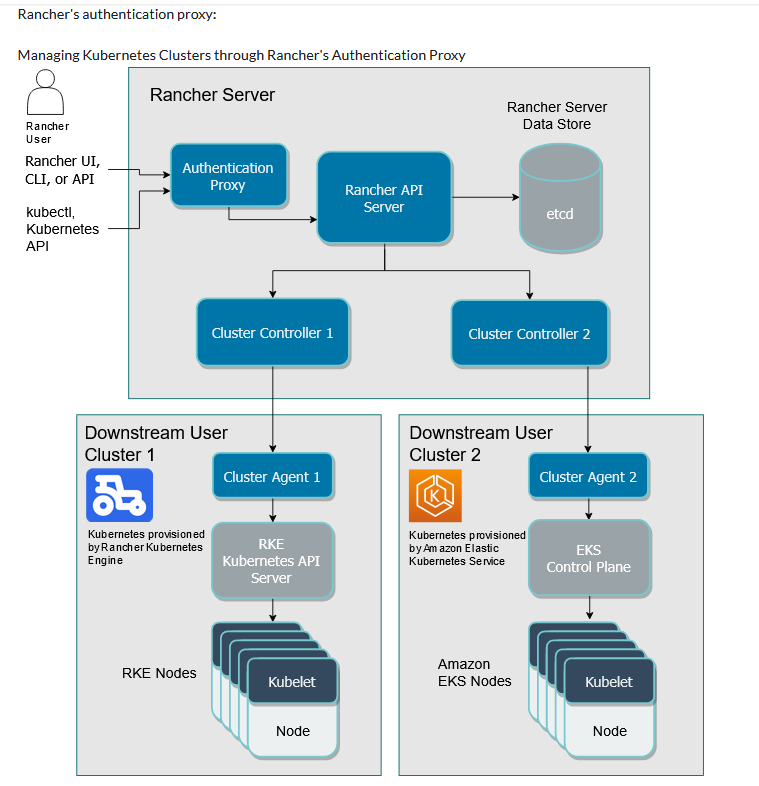 Rancher's authentication proxy:
Managing Kubernetes Clusters through Rancher's Authentication Proxy
Rancher Server
Rancher Server
Data Store
Rancher
User
Rancher UI,
CLI, or API
kubectl,
Kubernetes
API
Authentication
Proxy
Rancher API
Server
etcd
Cluster Controller 1
Cluster Controller 2
Downstream User
Cluster 1
Cluster Agent 1
Kubernetes provisioned
by Rancher Kubernetes
Engine
RKE
Kubernetes API
Server
RKE Nodes
Kubelet
Node
Downstream User
Cluster 2
K
Cluster Agent 2
Kubernetes provisioned
by Amazon Elastic
Kubernetes Service
EKS
Control Plane
Amazon
EKS Nodes
Kubelet
Node